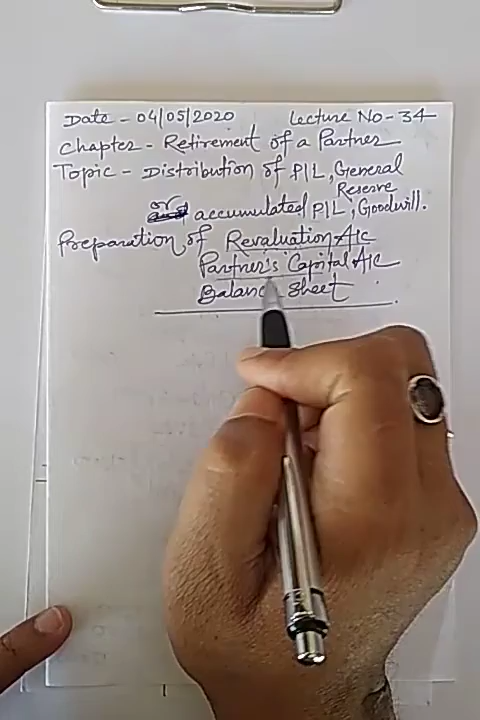 Date - 04/05/2020 Lecture No - 34
Chapter - Retirement of a Partner
Topic - Distribution of P/L, General
Reserve
or accumulated P/L, Goodwill.
Preparation of Revaluation A/C
Partner's Capital A/C
Balance Sheet